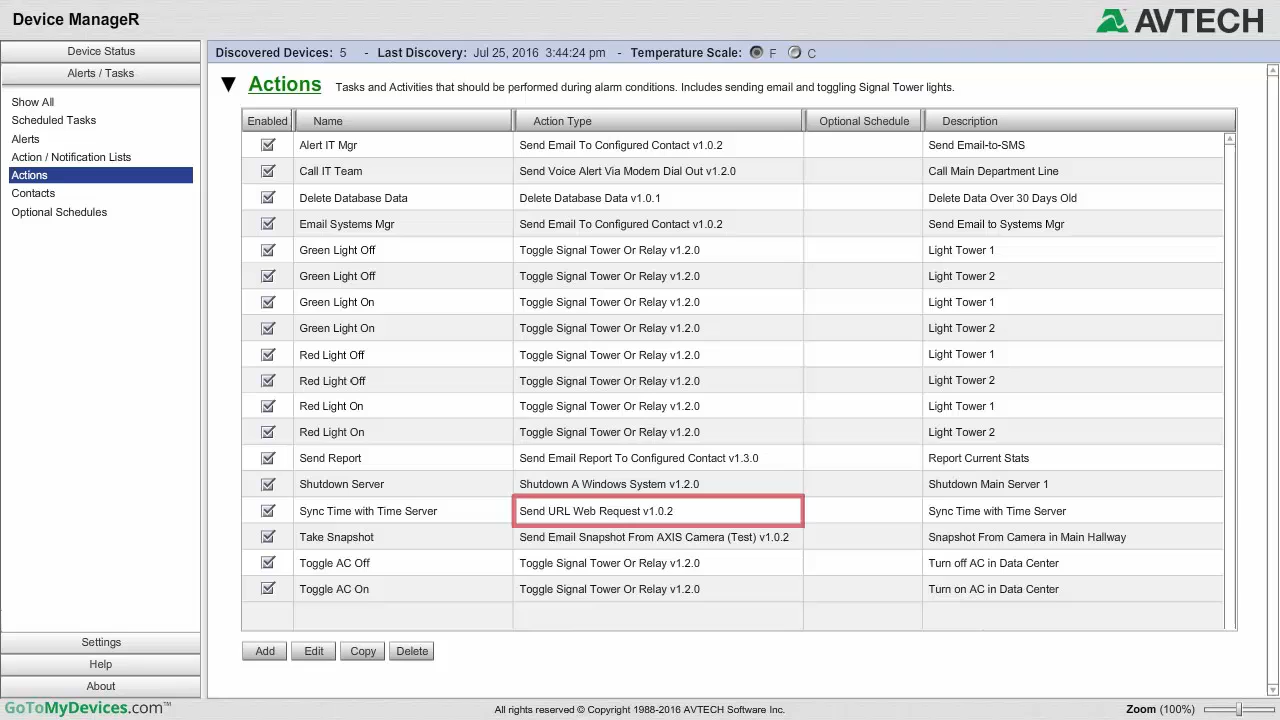 Device ManageR
AVTECH
Device Status
Alerts / Tasks
Show All
Scheduled Tasks
Alerts
Action / Notification Lists
Actions
Contacts
Optional Schedules
Settings
Help
About
GoToMyDevices.com™
Discovered Devices: 5 - Last Discovery: Jul 25, 2016 3:44:24 pm - Temperature Scale: F C
▼ Actions Tasks and Activities that should be performed during alarm conditions. Includes sending email and toggling Signal Tower lights.
Enabled Name Action Type Optional Schedule Description
Alert IT Mgr Send Email To Configured Contact v1.0.2 Send Email-to-SMS
Call IT Team Send Voice Alert Via Modem Dial Out v1.2.0 Call Main Department Line
Delete Database Data Delete Database Data v1.0.1 Delete Data Over 30 Days Old
Email Systems Mgr Send Email To Configured Contact v1.0.2 Send Email to Systems Mgr
Green Light Off Toggle Signal Tower Or Relay v1.2.0 Light Tower 1
Green Light Off Toggle Signal Tower Or Relay v1.2.0 Light Tower 2
Green Light On Toggle Signal Tower Or Relay v1.2.0 Light Tower 1
Green Light On Toggle Signal Tower Or Relay v1.2.0 Light Tower 2
Red Light Off Toggle Signal Tower Or Relay v1.2.0 Light Tower 1
Red Light Off Toggle Signal Tower Or Relay v1.2.0 Light Tower 2
Red Light On Toggle Signal Tower Or Relay v1.2.0 Light Tower 1
Red Light On Toggle Signal Tower Or Relay v1.2.0 Light Tower 2
Send Report Send Email Report To Configured Contact v1.3.0 Report Current Stats
Shutdown Server Shutdown A Windows System v1.2.0 Shutdown Main Server 1
Sync Time with Time Server Send URL Web Request v1.0.2 Sync Time with Time Server
Take Snapshot Send Email Snapshot From AXIS Camera (Test) v1.0.2 Snapshot From Camera in Main Hallway
Toggle AC Off Toggle Signal Tower Or Relay v1.2.0 Turn off AC in Data Center
Toggle AC On Toggle Signal Tower Or Relay v1.2.0 Turn on AC in Data Center
Add Edit Copy Delete
All rights reserved © Copyright 1988-2016 AVTECH Software Inc.
Zoom (100%)